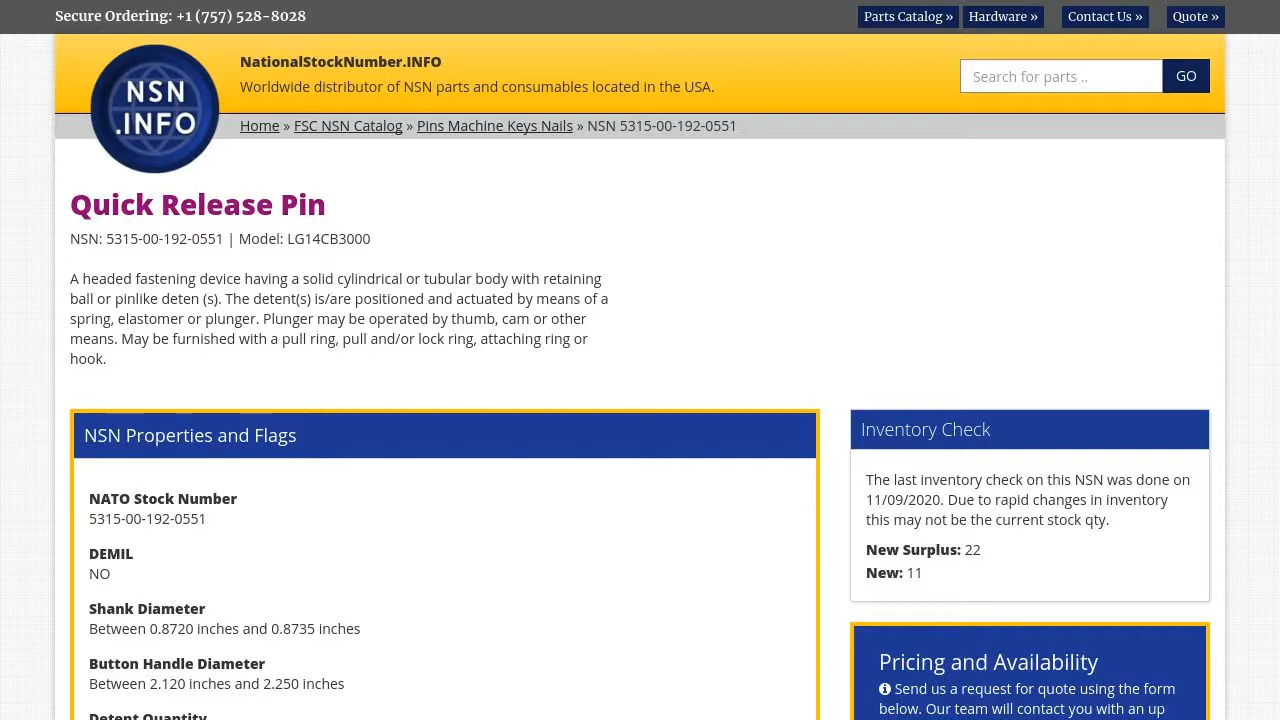 Secure Ordering: +1 (757) 528-8028
Parts Catalog » Hardware » Contact Us » Quote »
NSN
.INFO
NationalStockNumber.INFO
Worldwide distributor of NSN parts and consumables located in the USA.
Search for parts ..
GO
Home » FSC NSN Catalog » Pins Machine Keys Nails » NSN 5315-00-192-0551
Quick Release Pin
NSN: 5315-00-192-0551 | Model: LG14CB3000
A headed fastening device having a solid cylindrical or tubular body with retaining
ball or pinlike deten (s). The detent(s) is/are positioned and actuated by means of a
spring, elastomer or plunger. Plunger may be operated by thumb, cam or other
means. May be furnished with a pull ring, pull and/or lock ring, attaching ring or
hook.
NSN Properties and Flags
NATO Stock Number
5315-00-192-0551
DEMIL
NO
Shank Diameter
Between 0.8720 inches and 0.8735 inches
Button Handle Diameter
Between 2.120 inches and 2.250 inches
Detent Quantity
Inventory Check
The last inventory check on this NSN was done on
11/09/2020. Due to rapid changes in inventory
this may not be the current stock qty.
New Surplus: 22
New: 11
Pricing and Availability
Send us a request for quote using the form
below. Our team will contact you with an up